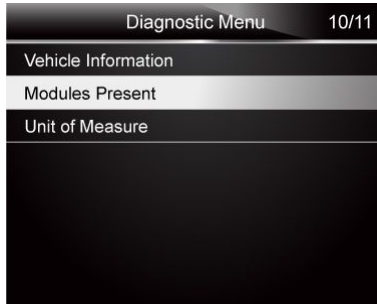 Diagnostic Menu 10/11
Vehicle Information
Modules Present
Unit of Measure